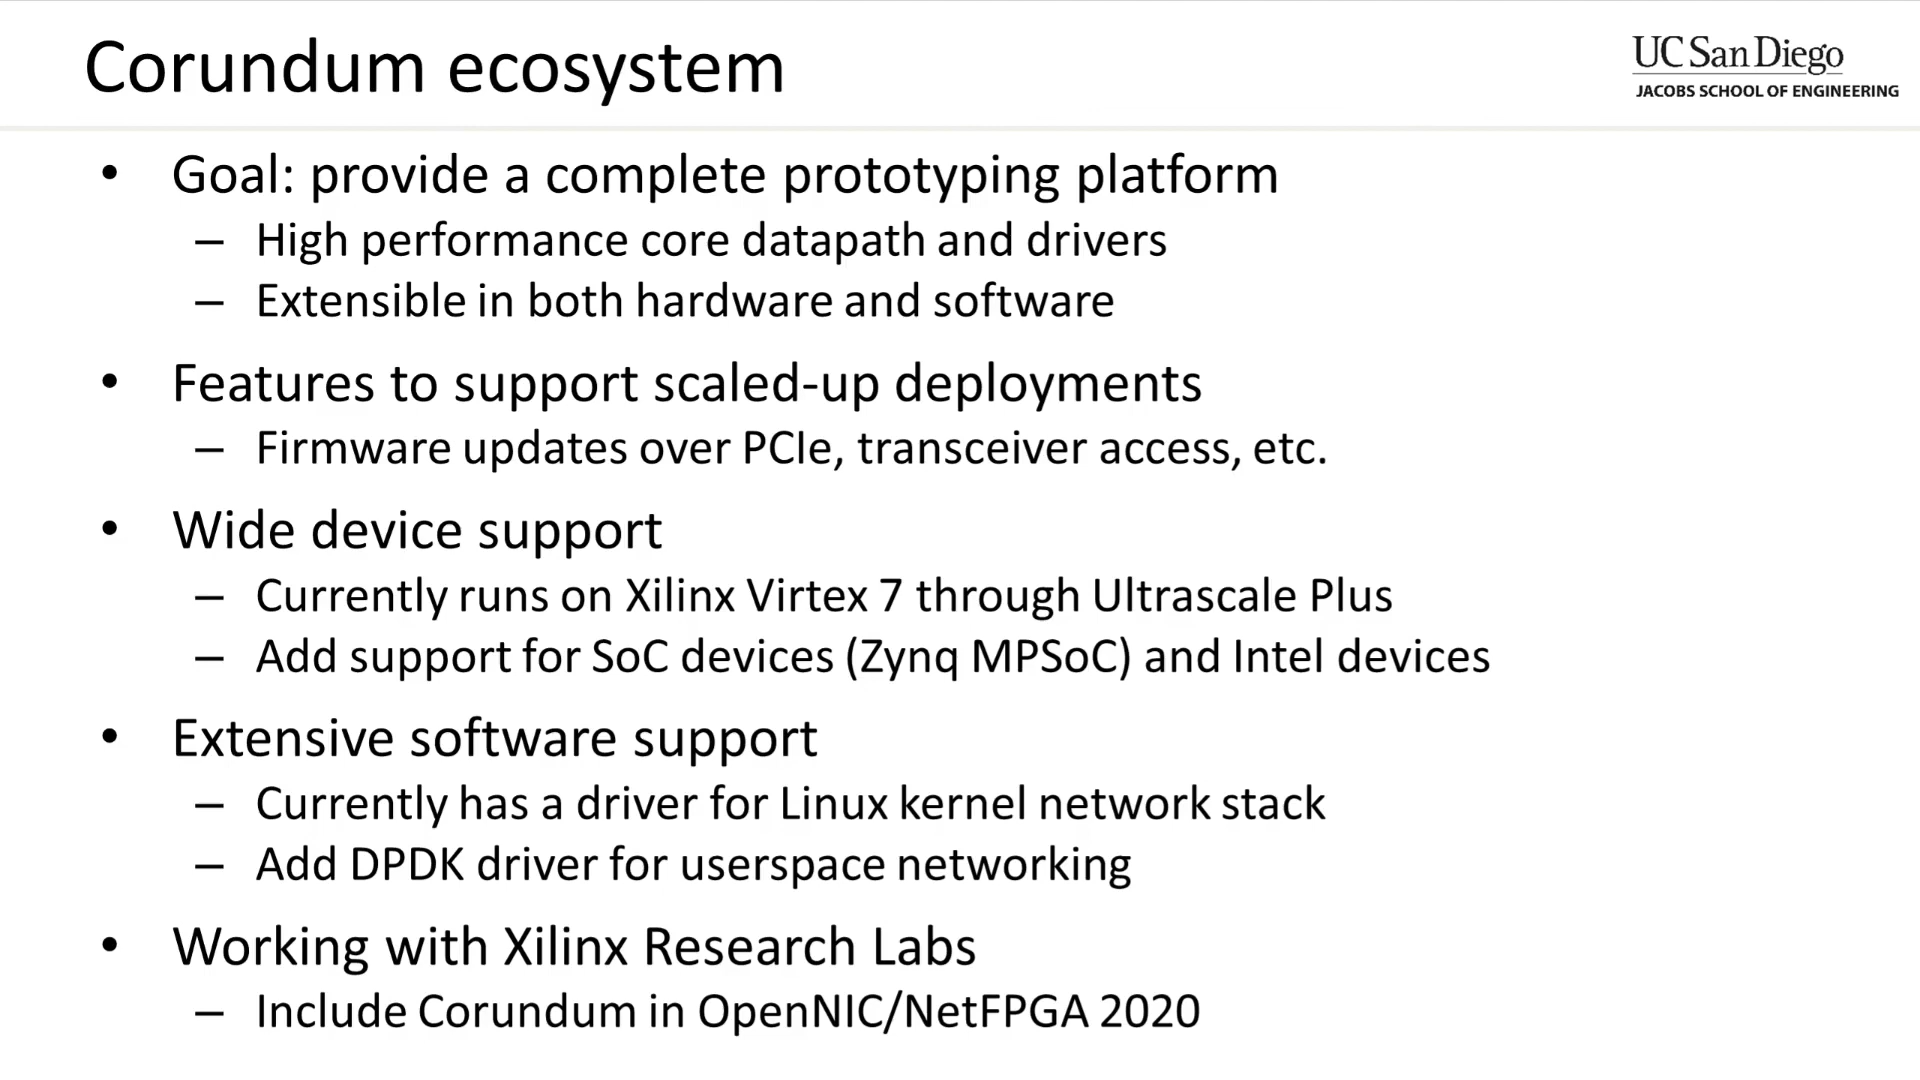 Corundum ecosystem
UC San Diego
JACOBS SCHOOL OF ENGINEERING
• Goal: provide a complete prototyping platform
– High performance core datapath and drivers
– Extensible in both hardware and software
• Features to support scaled-up deployments
– Firmware updates over PCIe, transceiver access, etc.
• Wide device support
– Currently runs on Xilinx Virtex 7 through Ultrascale Plus
– Add support for SoC devices (Zynq MPSoC) and Intel devices
• Extensive software support
– Currently has a driver for Linux kernel network stack
– Add DPDK driver for userspace networking
• Working with Xilinx Research Labs
– Include Corundum in OpenNIC/NetFPGA 2020